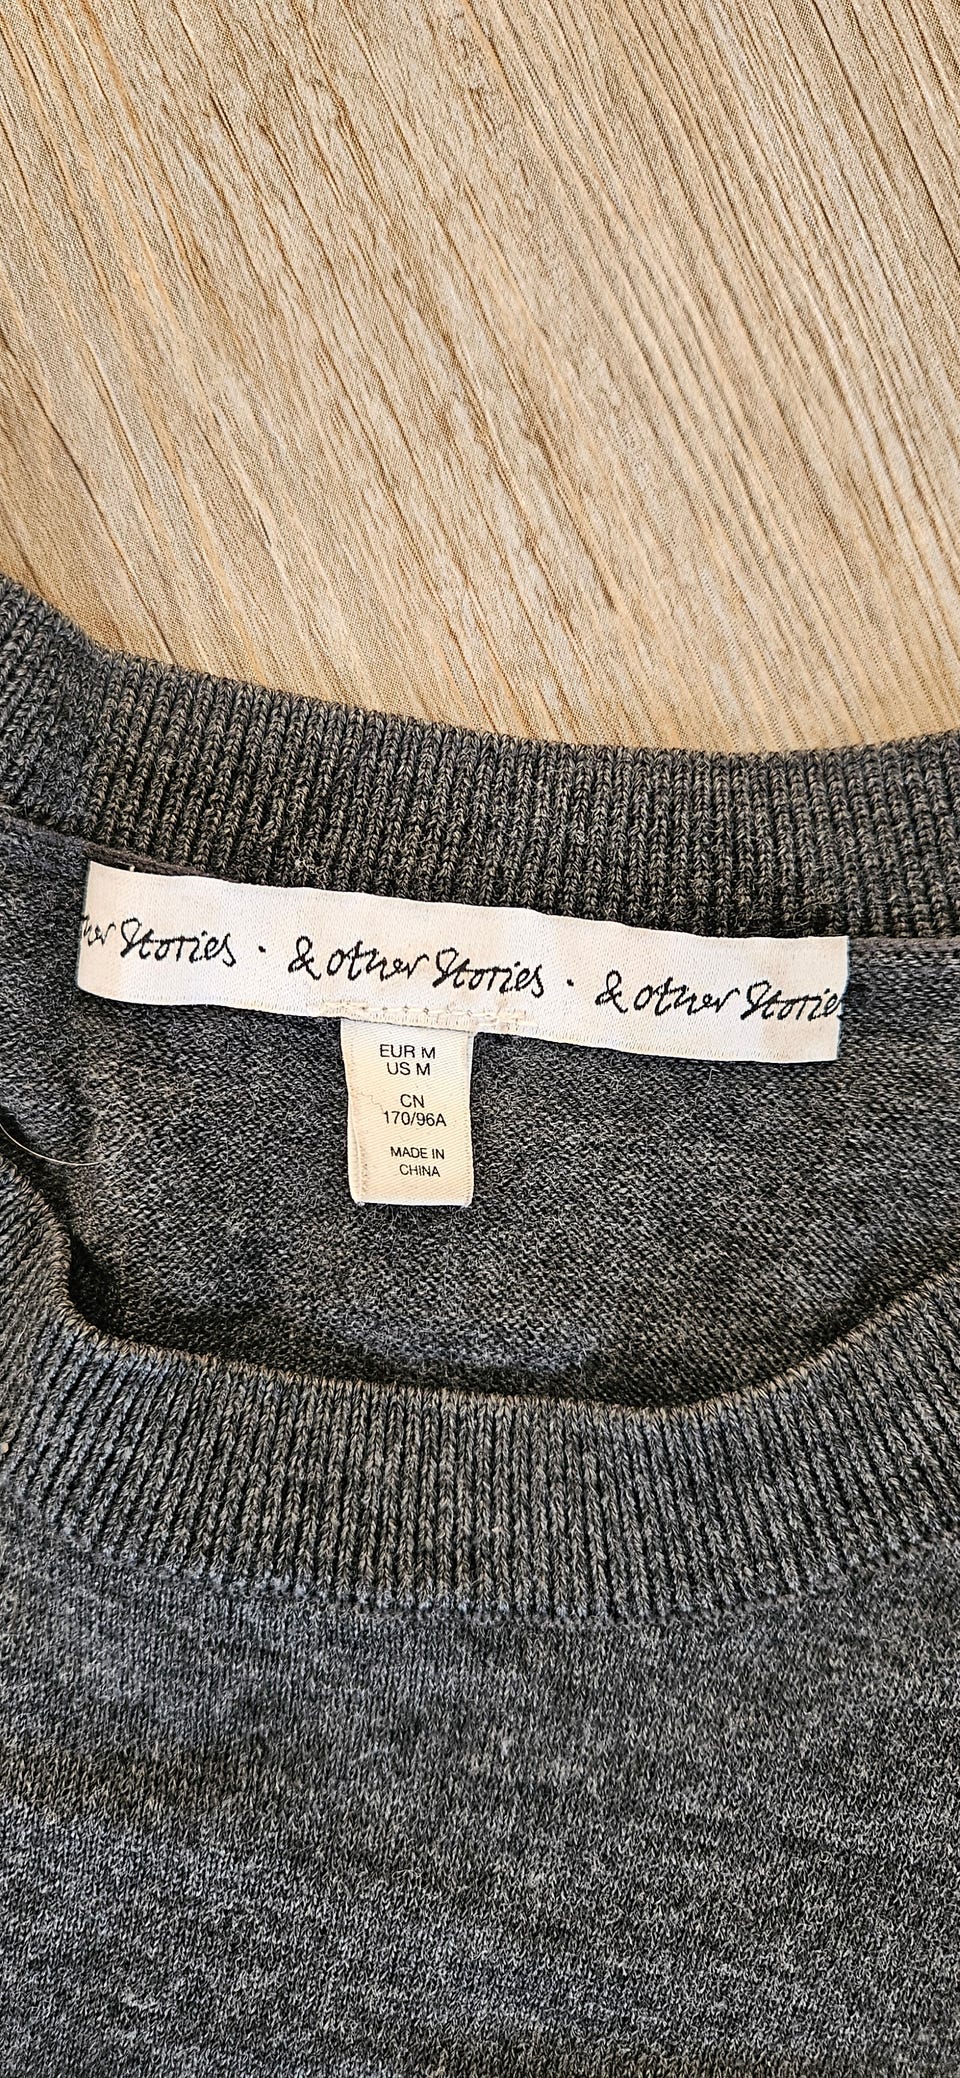 her Stories · & other Stories · & other Stories
EUR M
US M
CN
170/96A
MADE IN
CHINA